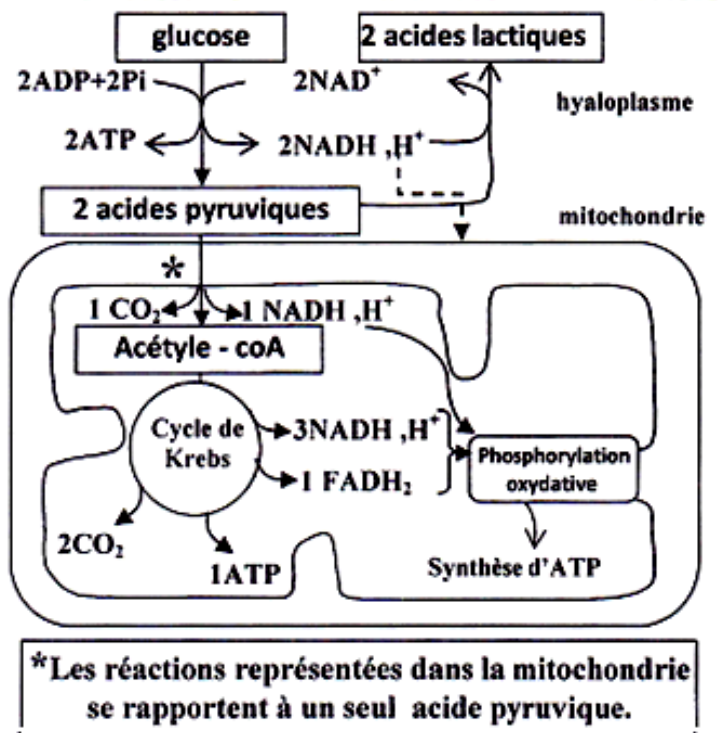 glucose
2 acides lactiques
2ADP+2Pi
2NAD⁺
hyaloplasme
2ATP
2NADH ,H⁺
2 acides pyruviques
mitochondrie
*
1 CO₂
1 NADH ,H⁺
Acétyle - coA
Cycle de
Krebs
3NADH ,H⁺
1 FADH₂
Phosphorylation
oxydative
2CO₂
1ATP
Synthèse d'ATP
*Les réactions représentées dans la mitochondrie
se rapportent à un seul acide pyruvique.